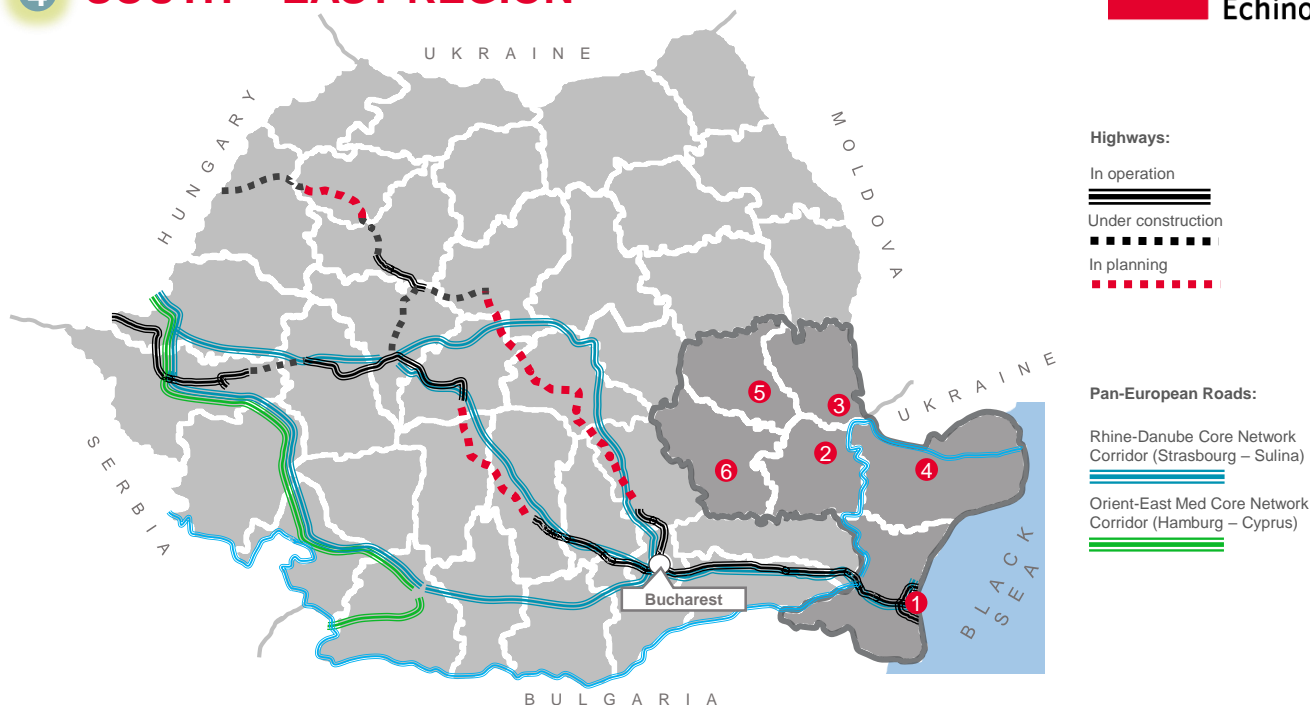 4 SOUTH – EAST REGION
Echino
UKRAINE
HUNGARY
MOLDOVA
Highways:
In operation
Under construction
In planning
UKRAINE
5
3
2
6
4
SERBIA
Pan-European Roads:
Rhine-Danube Core Network
Corridor (Strasbourg – Sulina)
Orient-East Med Core Network
Corridor (Hamburg – Cyprus)
BLACK
SEA
Bucharest
1
BULGARIA